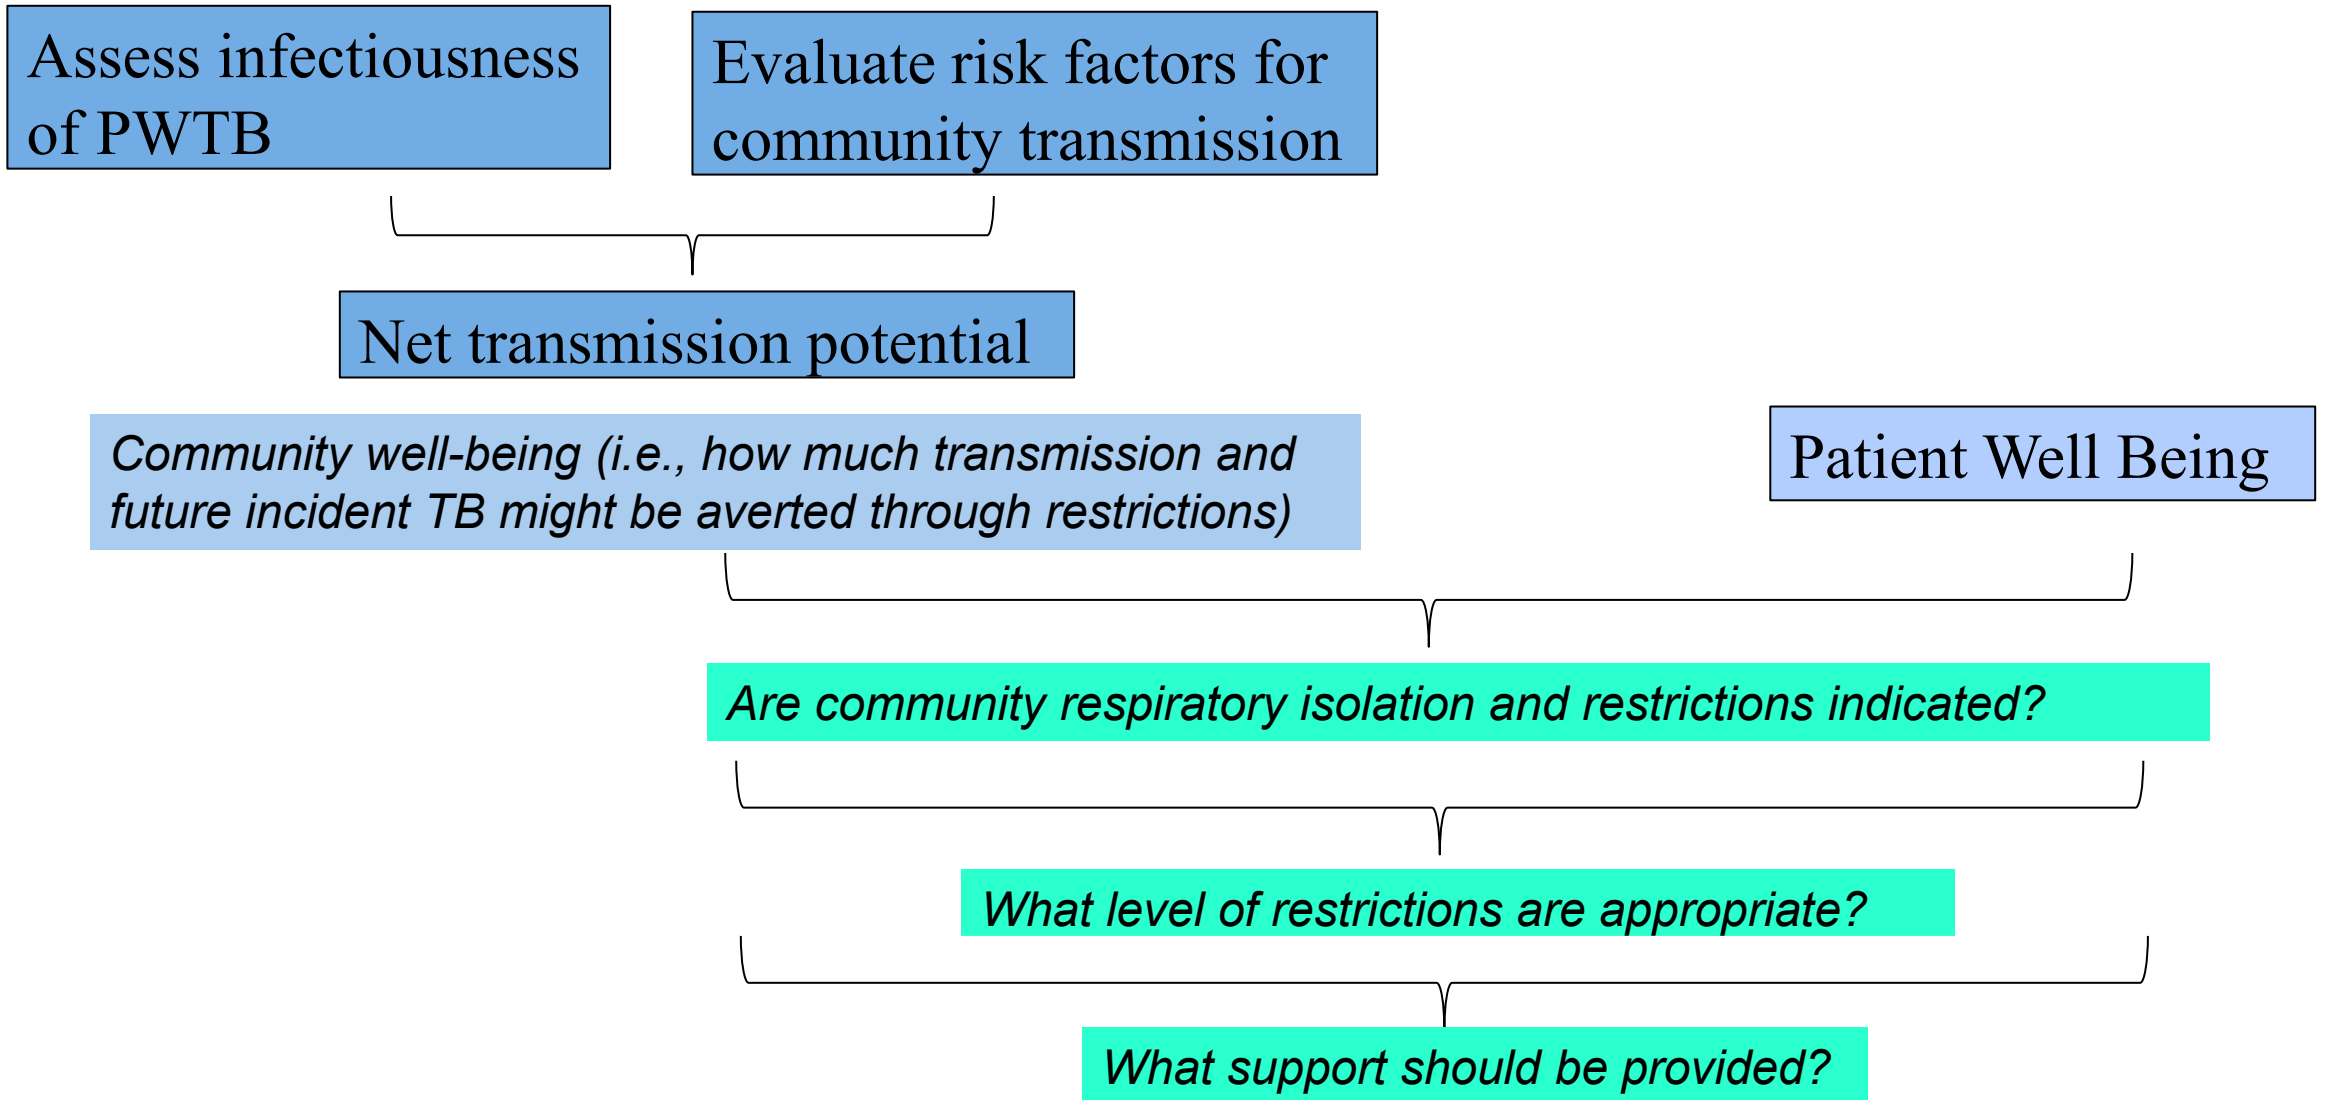 Assess infectiousness
of PWTB
Evaluate risk factors for
community transmission
Net transmission potential
Community well-being (i.e., how much transmission and
future incident TB might be averted through restrictions)
Patient Well Being
Are community respiratory isolation and restrictions indicated?
What level of restrictions are appropriate?
What support should be provided?